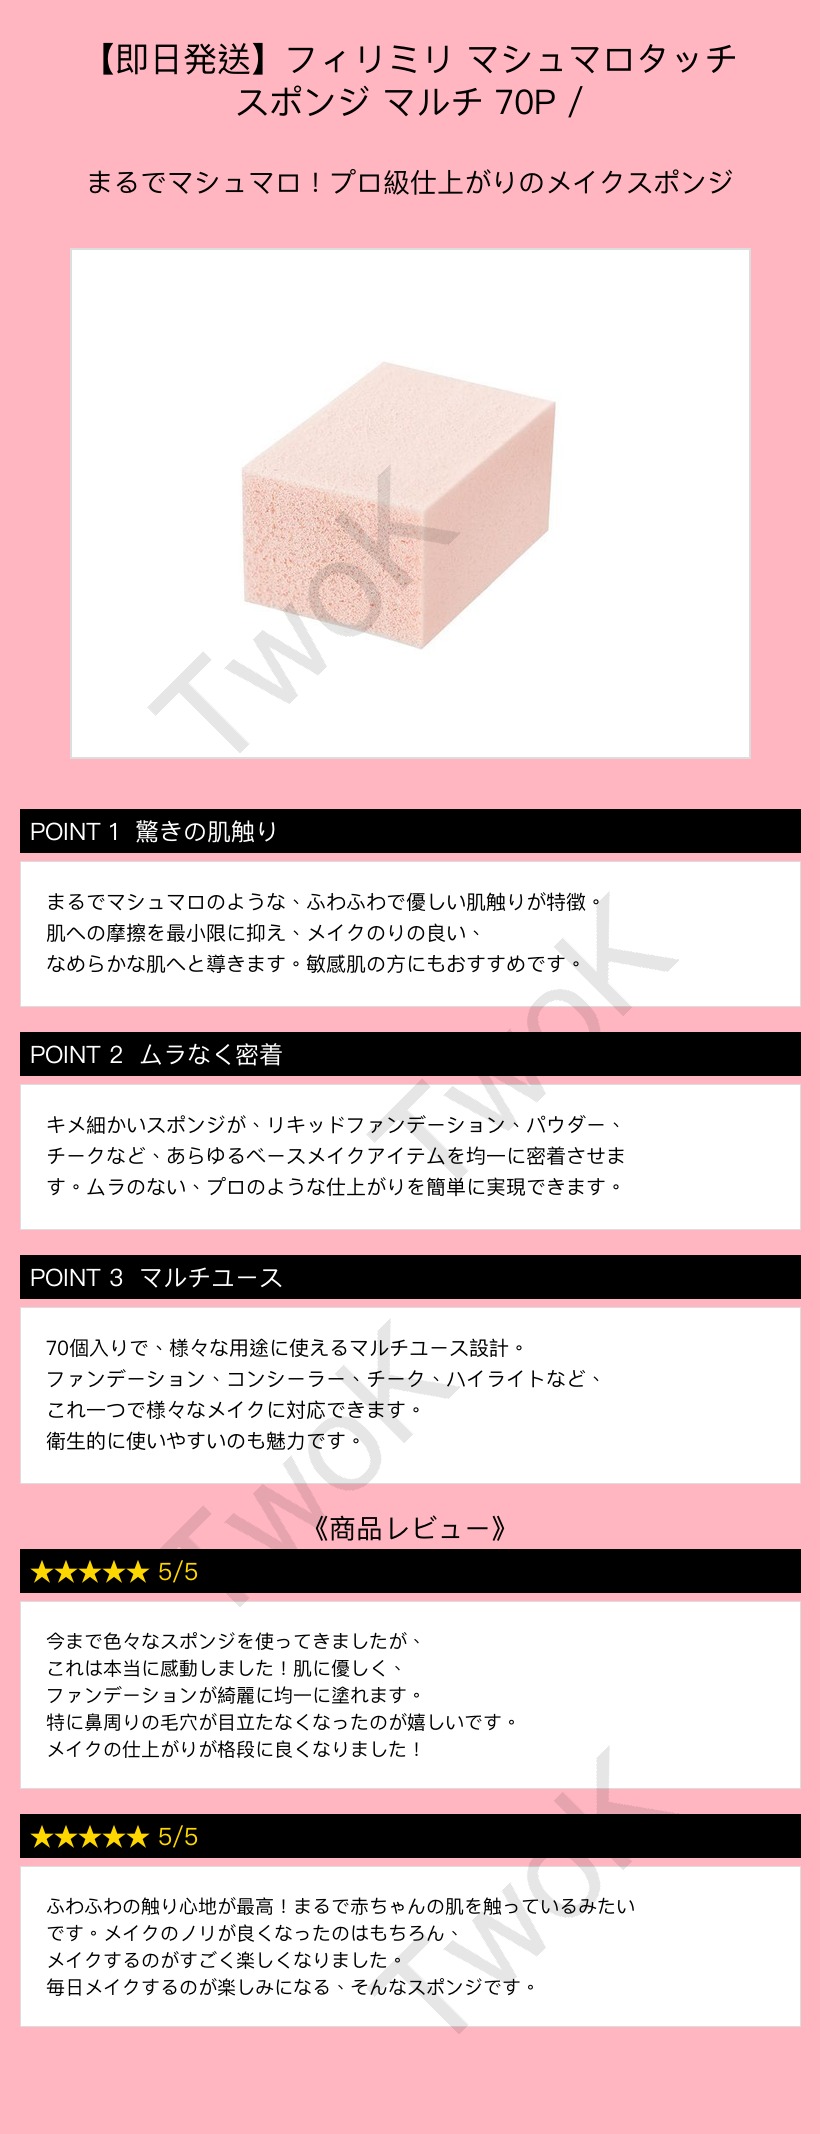 【即日発送】フィリミリ マシュマロタッチ
スポンジ マルチ 70P /
まるでマシュマロ！プロ級仕上がりのメイクスポンジ
TwoK
POINT 1 驚きの肌触り
まるでマシュマロのような、ふわふわで優しい肌触りが特徴。
肌への摩擦を最小限に抑え、メイクのりの良い、
なめらかな肌へと導きます。敏感肌の方にもおすすめです。
TwoK
POINT 2 ムラなく密着
キメ細かいスポンジが、リキッドファンデーション、パウダー、
チークなど、あらゆるベースメイクアイテムを均一に密着させま
す。ムラのない、プロのような仕上がりを簡単に実現できます。
POINT 3 マルチユース
70個入りで、様々な用途に使えるマルチユース設計。
ファンデーション、コンシーラー、チーク、ハイライトなど、
これ一つで様々なメイクに対応できます。
衛生的に使いやすいのも魅力です。
TwoK
《商品レビュー》
★★★★★ 5/5
今まで色々なスポンジを使ってきましたが、
これは本当に感動しました！肌に優しく、
ファンデーションが綺麗に均一に塗れます。
特に鼻周りの毛穴が目立たなくなったのが嬉しいです。
メイクの仕上がりが格段に良くなりました！
★★★★★ 5/5
ふわふわの触り心地が最高！まるで赤ちゃんの肌を触っているみたい
です。メイクのノリが良くなったのはもちろん、
メイクするのがすごく楽しくなりました。
毎日メイクするのが楽しみになる、そんなスポンジです。
TwoK